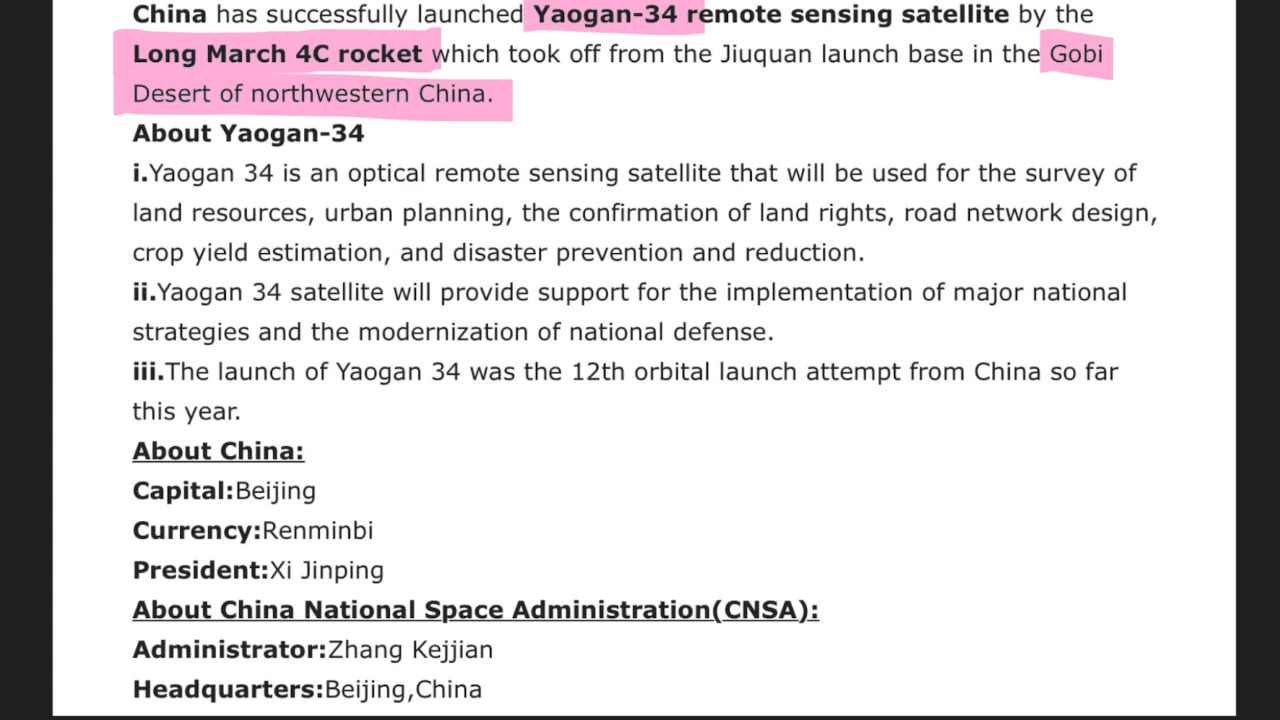 China has successfully launched Yaogan-34 remote sensing satellite by the
Long March 4C rocket which took off from the Jiuquan launch base in the Gobi
Desert of northwestern China.
About Yaogan-34
i.Yaogan 34 is an optical remote sensing satellite that will be used for the survey of
land resources, urban planning, the confirmation of land rights, road network design,
crop yield estimation, and disaster prevention and reduction.
ii.Yaogan 34 satellite will provide support for the implementation of major national
strategies and the modernization of national defense.
iii.The launch of Yaogan 34 was the 12th orbital launch attempt from China so far
this year.
About China:
Capital:Beijing
Currency:Renminbi
President:Xi Jinping
About China National Space Administration(CNSA):
Administrator:Zhang Kejjian
Headquarters:Beijing,China